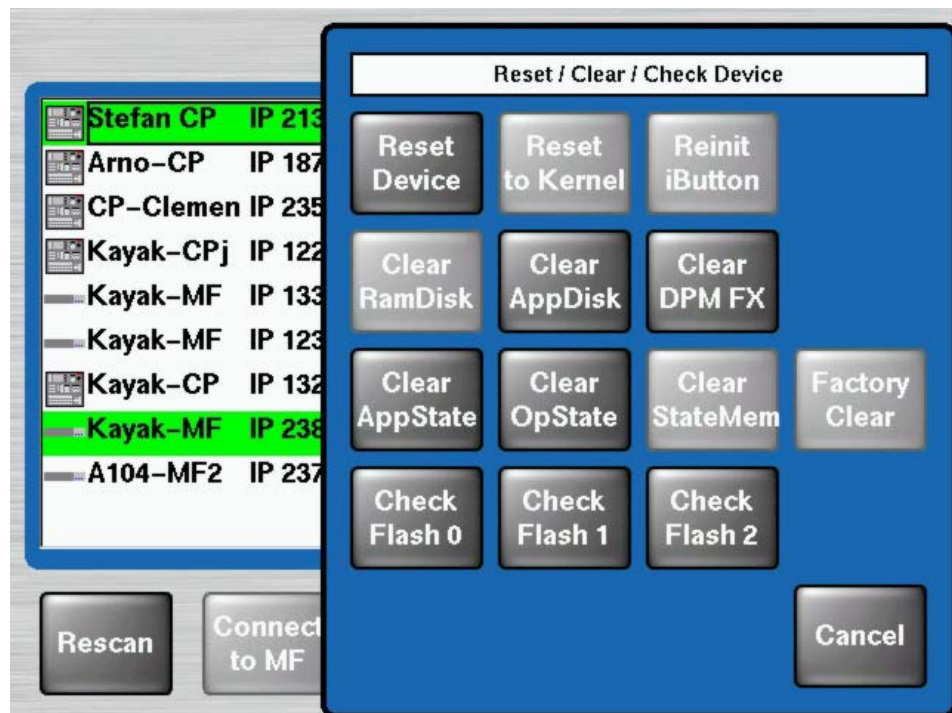 Reset / Clear / Check Device
Stefan CP IP 213
Arno-CP IP 187
CP-Clemen IP 235
Kayak-CPj IP 122
Kayak-MF IP 133
Kayak-MF IP 123
Kayak-CP IP 132
Kayak-MF IP 238
A104-MF2 IP 237
Reset
Device
Reset
to Kernel
Reinit
iButton
Clear
RamDisk
Clear
AppDisk
Clear
DPM FX
Clear
AppState
Clear
OpState
Clear
StateMem
Factory
Clear
Check
Flash 0
Check
Flash 1
Check
Flash 2
Rescan
Connect
to MF
Cancel